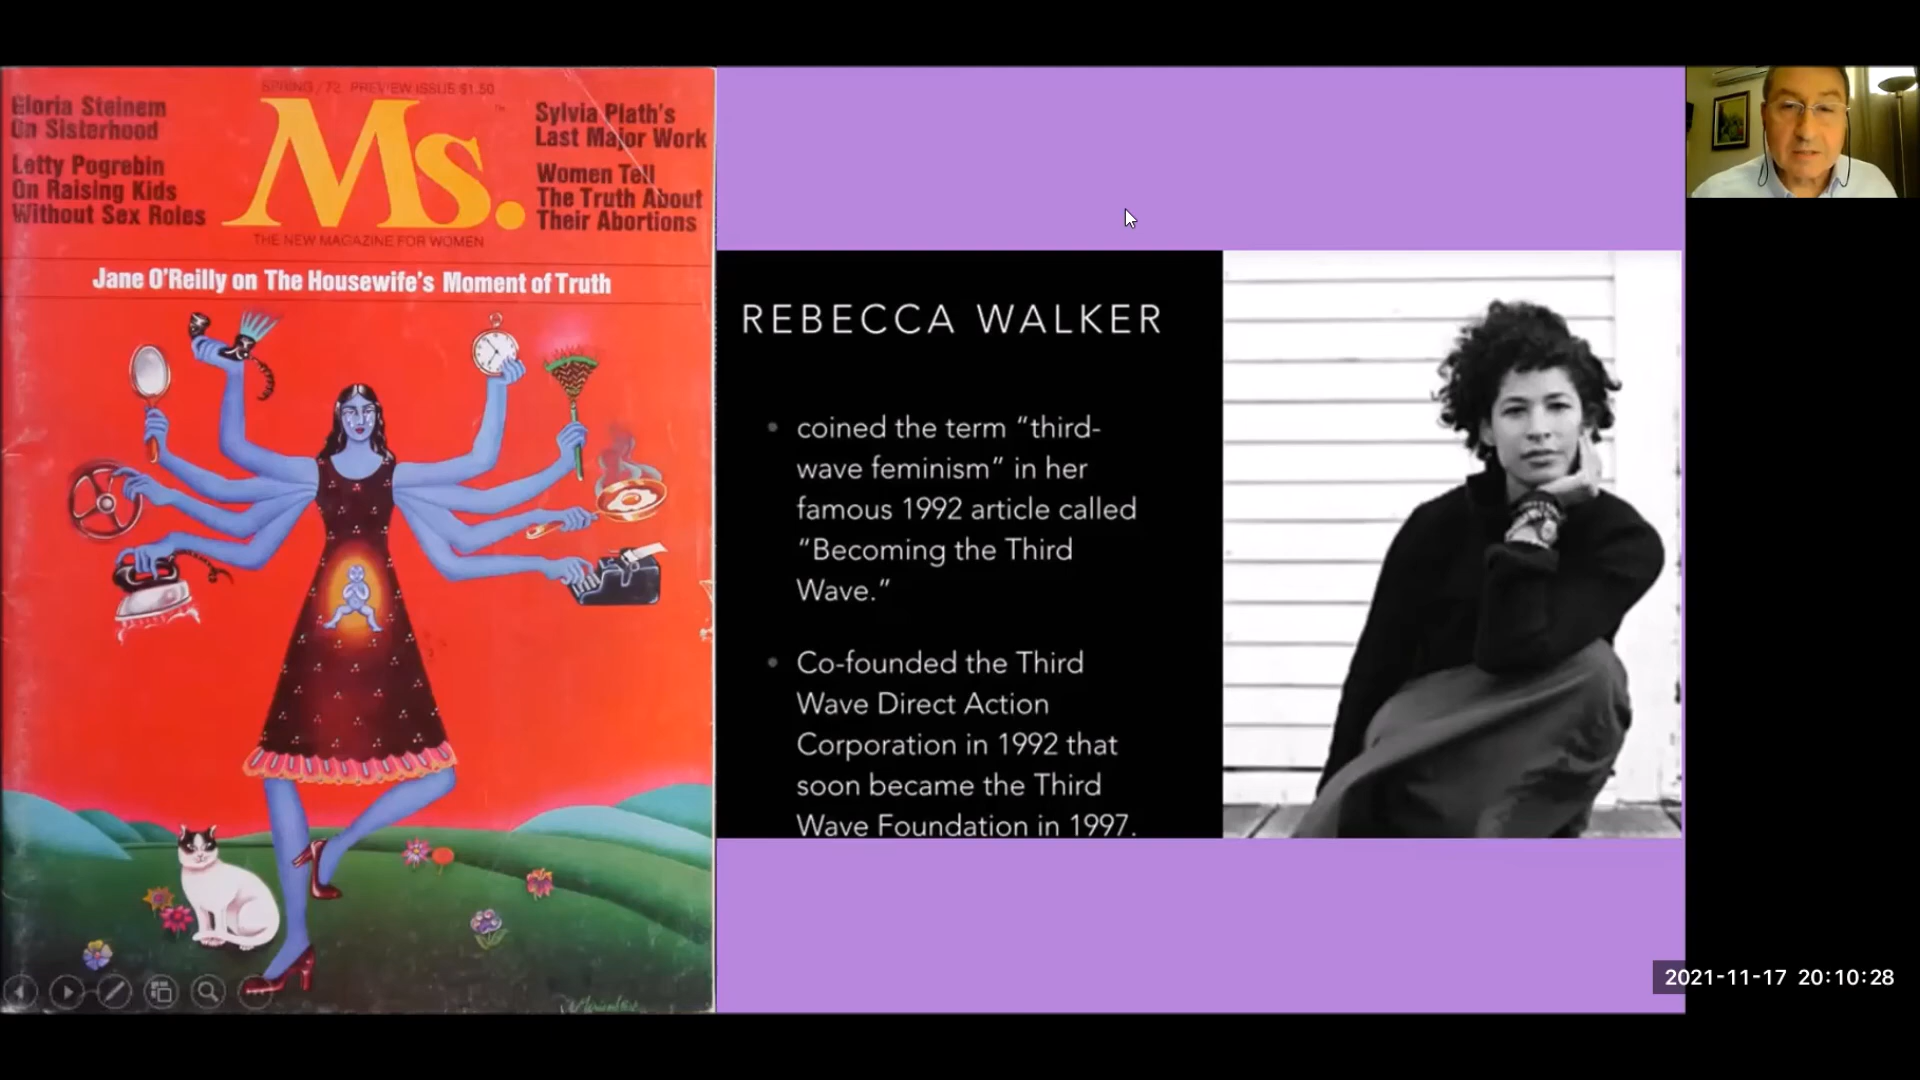 SPRING / 72. PREVIEW ISSUE $1.50
Gloria Steinem
On Sisterhood
Letty Pogrebin
On Raising Kids
Without Sex Roles
Ms.
Sylvia Plath's
Last Major Work
Women Tell
The Truth About
Their Abortions
THE NEW MAGAZINE FOR WOMEN
Jane O'Reilly on The Housewife's Moment of Truth
REBECCA WALKER
• coined the term “third-
wave feminism” in her
famous 1992 article called
“Becoming the Third
Wave.”
• Co-founded the Third
Wave Direct Action
Corporation in 1992 that
soon became the Third
Wave Foundation in 1997.
2021-11-17 20:10:28